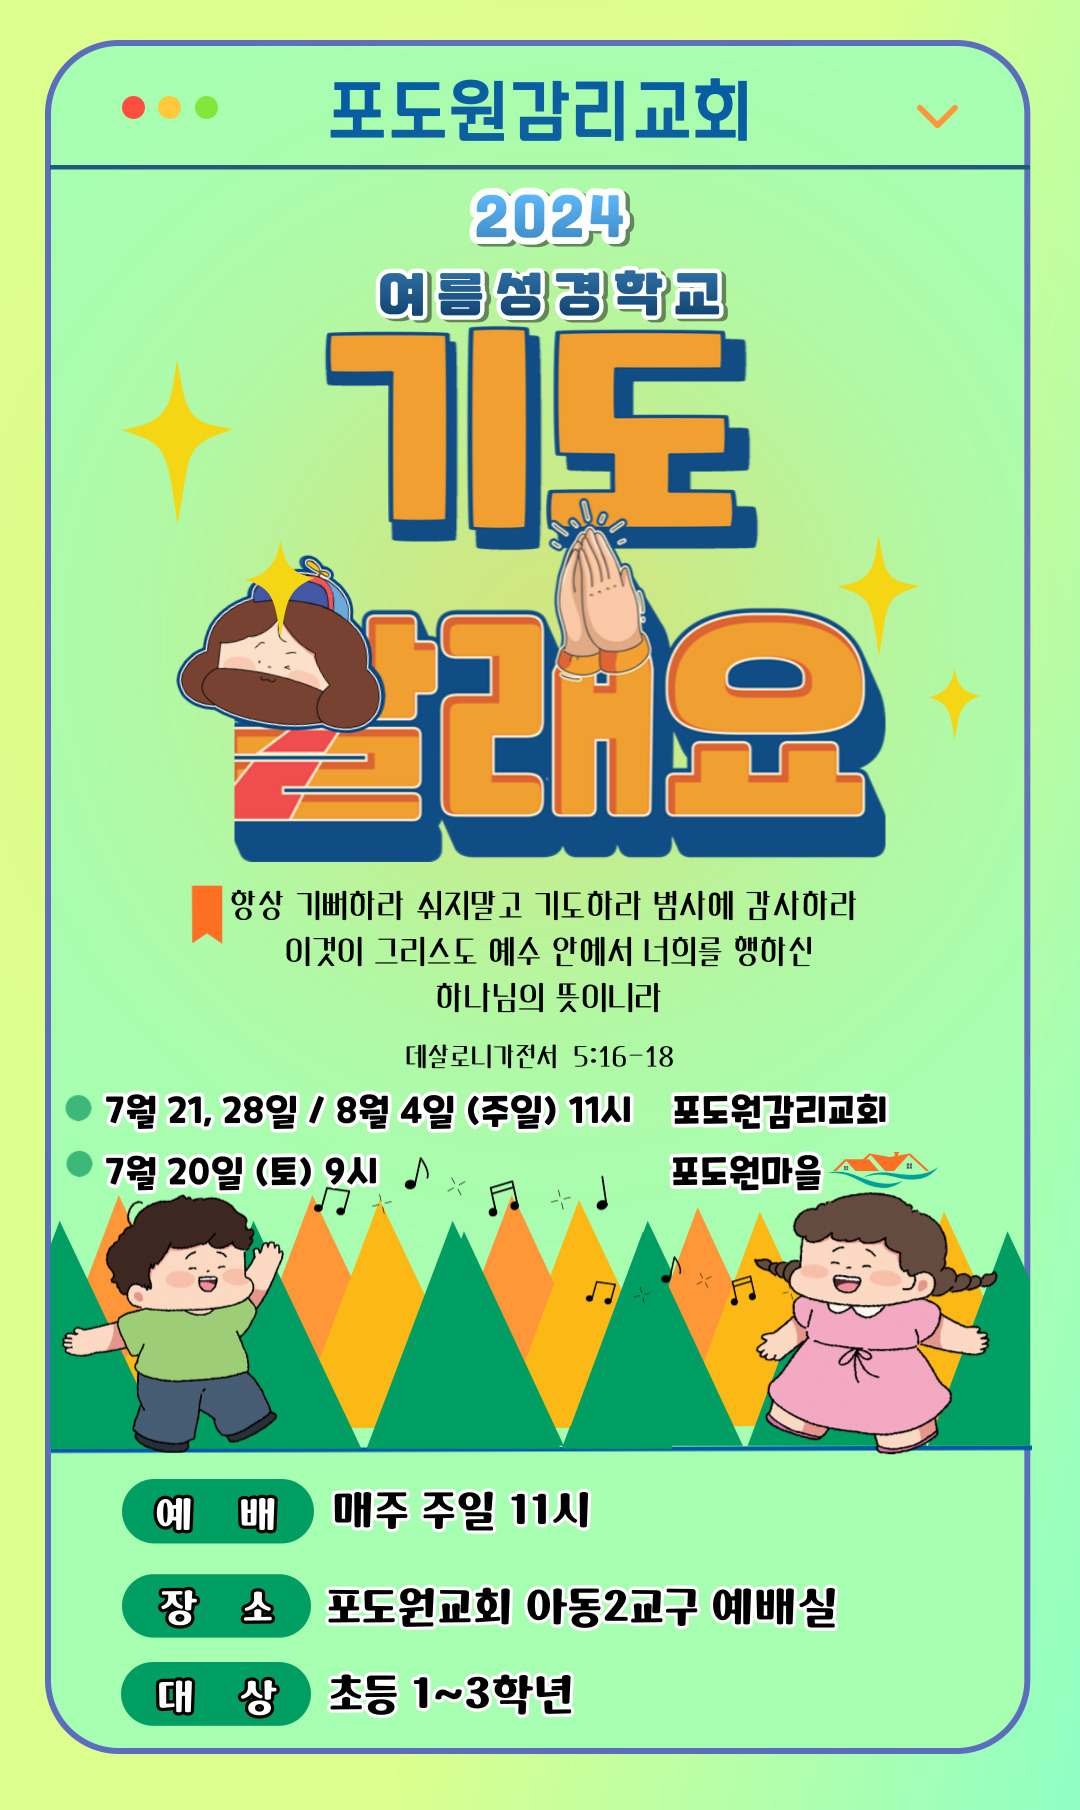 포도원감리교회
2024
여름성경학교
기도
할래요
항상 기뻐하라 쉬지말고 기도하라 범사에 감사하라
이것이 그리스도 예수 안에서 너희를 행하신
하나님의 뜻이니라
데살로니가전서 5:16-18
7월 21, 28일 / 8월 4일 (주일) 11시 포도원감리교회
7월 20일 (토) 9시 포도원마을
예 배 매주 주일 11시
장 소 포도원교회 아동2교구 예배실
대 상 초등 1~3학년